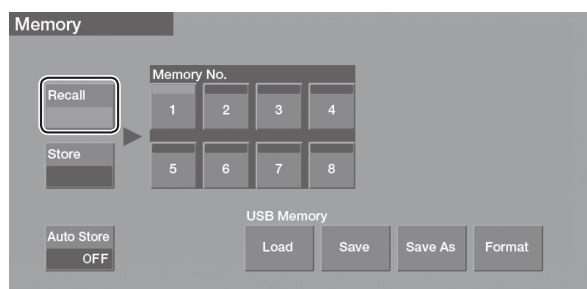 Memory
Memory No.
Recall
1 2 3 4
Store
5 6 7 8
USB Memory
Auto Store
OFF
Load Save Save As Format